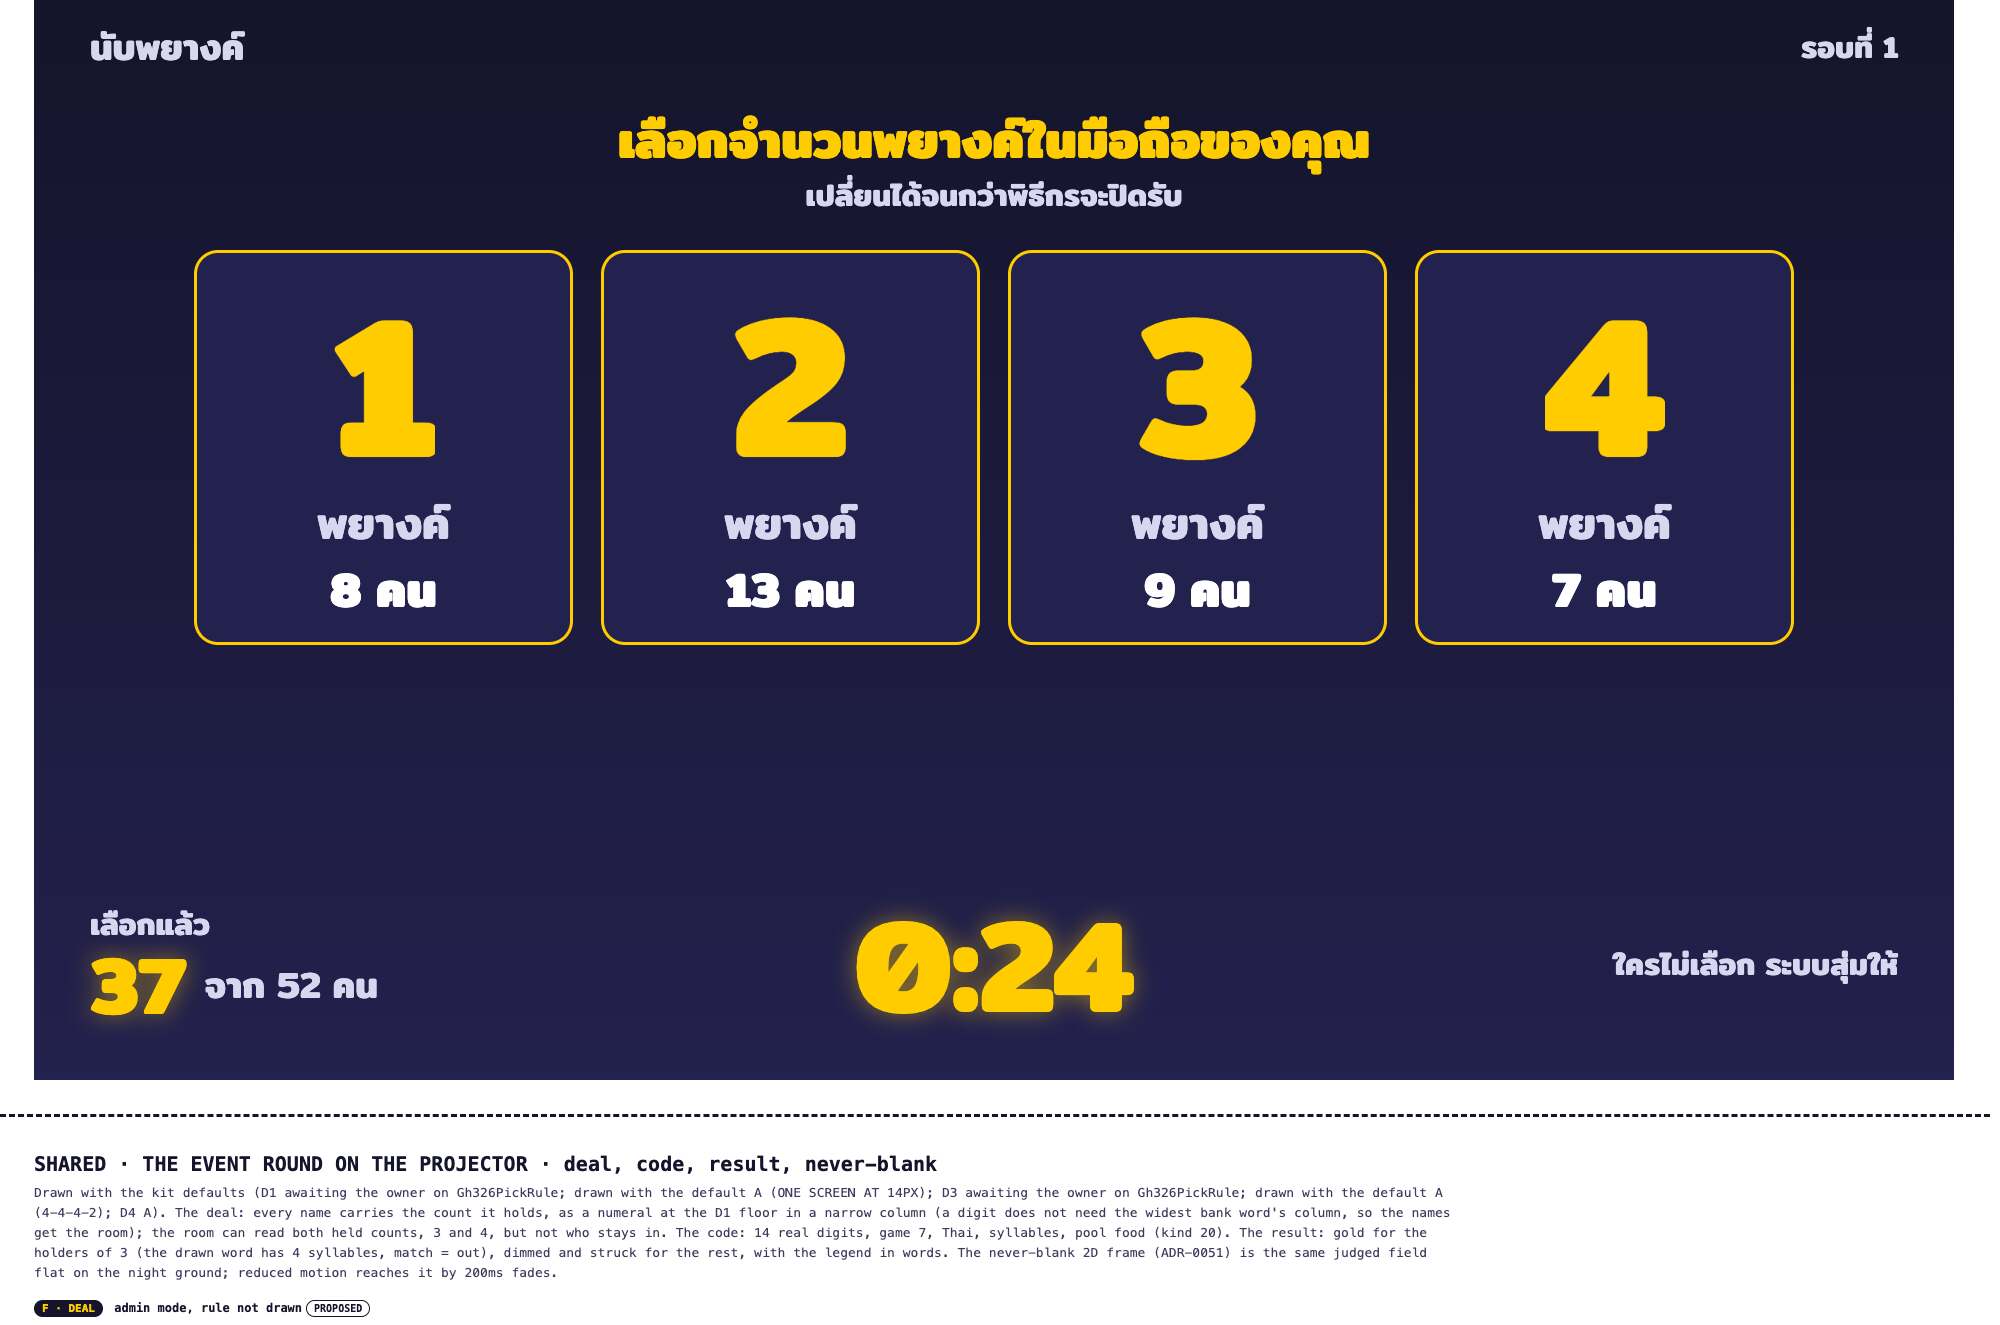 นับพยางค์
รอบที่ 1
เลือกจำนวนพยางค์ในมือถือของคุณ
เปลี่ยนได้จนกว่าพิธีกรจะปิดรับ
1
พยางค์
8 คน
2
พยางค์
13 คน
3
พยางค์
9 คน
4
พยางค์
7 คน
เลือกแล้ว
37 จาก 52 คน
0:24
ใครไม่เลือก ระบบสุ่มให้
SHARED · THE EVENT ROUND ON THE PROJECTOR · deal, code, result, never-blank
Drawn with the kit defaults (D1 awaiting the owner on Gh326PickRule; drawn with the default A (ONE SCREEN AT 14PX); D3 awaiting the owner on Gh326PickRule; drawn with the default A
(4-4-4-2); D4 A). The deal: every name carries the count it holds, as a numeral at the D1 floor in a narrow column (a digit does not need the widest bank word's column, so the names
get the room); the room can read both held counts, 3 and 4, but not who stays in. The code: 14 real digits, game 7, Thai, syllables, pool food (kind 20). The result: gold for the
holders of 3 (the drawn word has 4 syllables, match = out), dimmed and struck for the rest, with the legend in words. The never-blank 2D frame (ADR-0051) is the same judged field
flat on the night ground; reduced motion reaches it by 200ms fades.
F · DEAL admin mode, rule not drawn PROPOSED